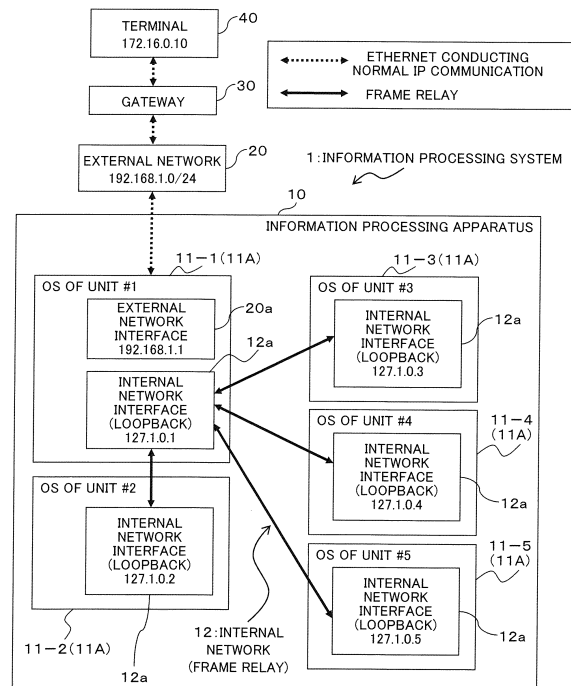 TERMINAL
172.16.0.10
40
GATEWAY
30
EXTERNAL NETWORK
192.168.1.0/24
20
ETHERNET CONDUCTING
NORMAL IP COMMUNICATION
FRAME RELAY
1:INFORMATION PROCESSING SYSTEM
10
INFORMATION PROCESSING APPARATUS
11-1(11A)
OS OF UNIT #1
EXTERNAL
NETWORK
INTERFACE
192.168.1.1
20a
12a
INTERNAL
NETWORK
INTERFACE
(LOOPBACK)
127.1.0.1
OS OF UNIT #2
INTERNAL
NETWORK
INTERFACE
(LOOPBACK)
127.1.0.2
11-2(11A)
12a
11-3(11A)
OS OF UNIT #3
INTERNAL
NETWORK
INTERFACE
(LOOPBACK)
127.1.0.3
12a
OS OF UNIT #4
11-4
(11A)
INTERNAL
NETWORK
INTERFACE
(LOOPBACK)
127.1.0.4
12a
OS OF UNIT #5
11-5
(11A)
INTERNAL
NETWORK
INTERFACE
(LOOPBACK)
127.1.0.5
12a
12:INTERNAL
NETWORK
(FRAME RELAY)